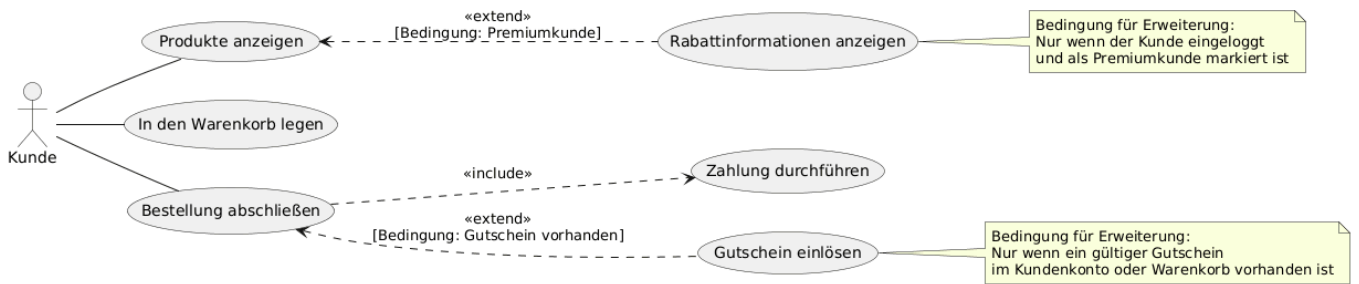 «extend»
[Bedingung: Premiumkunde]
Produkte anzeigen
Rabattinformationen anzeigen
Bedingung für Erweiterung:
Nur wenn der Kunde eingeloggt
und als Premiumkunde markiert ist
In den Warenkorb legen
Kunde
«include»
Zahlung durchführen
Bestellung abschließen
«extend»
[Bedingung: Gutschein vorhanden]
Gutschein einlösen
Bedingung für Erweiterung:
Nur wenn ein gültiger Gutschein
im Kundenkonto oder Warenkorb vorhanden ist